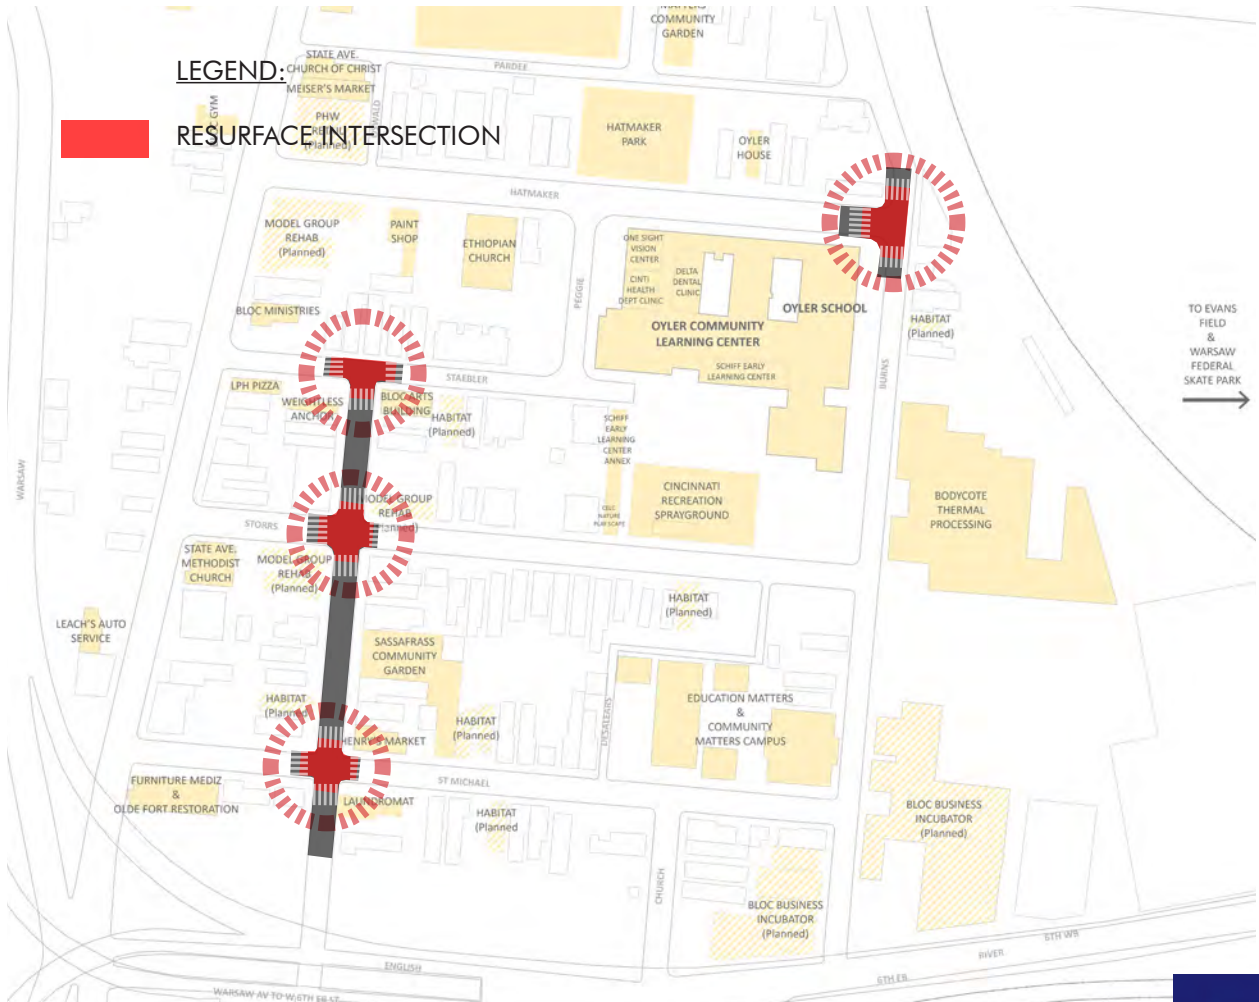 MATTERS
COMMUNITY
GARDEN
LEGEND:
STATE AVE.
CHURCH OF CHRIST
MEISER'S MARKET
PARDEE
RESURFACE INTERSECTION
PHW
(Planned)
GYM
HATMAKER
PARK
OYLER
HOUSE
HATMAKER
MODEL GROUP
REHAB
(Planned)
PAINT
SHOP
ETHIOPIAN
CHURCH
PEGGIE
ONE SIGHT
VISION
CENTER
CINTI
HEALTH
DEPT CLINIC
DELTA
DENTAL
CLINIC
OYLER SCHOOL
OYLER COMMUNITY
LEARNING CENTER
SCHIFF EARLY
LEARNING CENTER
HABITAT
(Planned)
TO EVANS
FIELD
&
WARSAW
FEDERAL
SKATE PARK
BURNS
BLOC MINISTRIES
STAEBLER
LPH PIZZA
WEIGHTLESS
ANCHOR
BLOC ARTS
BUILDING
HABITAT
(Planned)
SCHIFF
EARLY
LEARNING
CENTER
ANNEX
WARSAW
CINCINNATI
RECREATION
SPRAYGROUND
CELC
NATURE
PLAYSCAPE
BODYCOTE
THERMAL
PROCESSING
MODEL GROUP
REHAB
(Planned)
STORRS
STATE AVE.
METHODIST
CHURCH
MODEL GROUP
REHAB
(Planned)
HABITAT
(Planned)
LEACH'S AUTO
SERVICE
SASSAFRASS
COMMUNITY
GARDEN
HABITAT
(Planned)
HABITAT
(Planned)
DESALEARS
EDUCATION MATTERS
&
COMMUNITY
MATTERS CAMPUS
HENRY'S MARKET
ST MICHAEL
FURNITURE MEDIZ
&
OLDE FORT RESTORATION
LAUNDROMAT
HABITAT
(Planned
BLOC BUSINESS
INCUBATOR
(Planned)
CHURCH
BLOC BUSINESS
INCUBATOR
(Planned)
ENGLISH
RIVER
6TH WB
6TH EB
WARSAW AV TO W 6TH EB ST